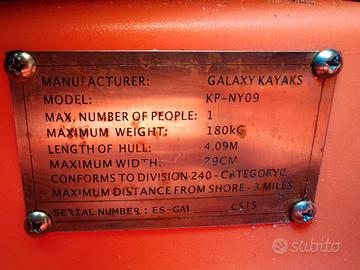 MANUFACTURER: GALAXY KAYAKS
MODEL: KP-NY09
MAX. NUMBER OF PEOPLE: 1
MAXIMUM WEIGHT: 180KG
LENGTH OF HULL: 4.09M
MAXIMUM WIDTH: 79CM
CONFORMS TO DIVISION 240 - CATEGORYC
MAXIMUM DISTANCE FROM SHORE - 3 MILES
SERIAL NUMBER : ES-GA1 C515
subito